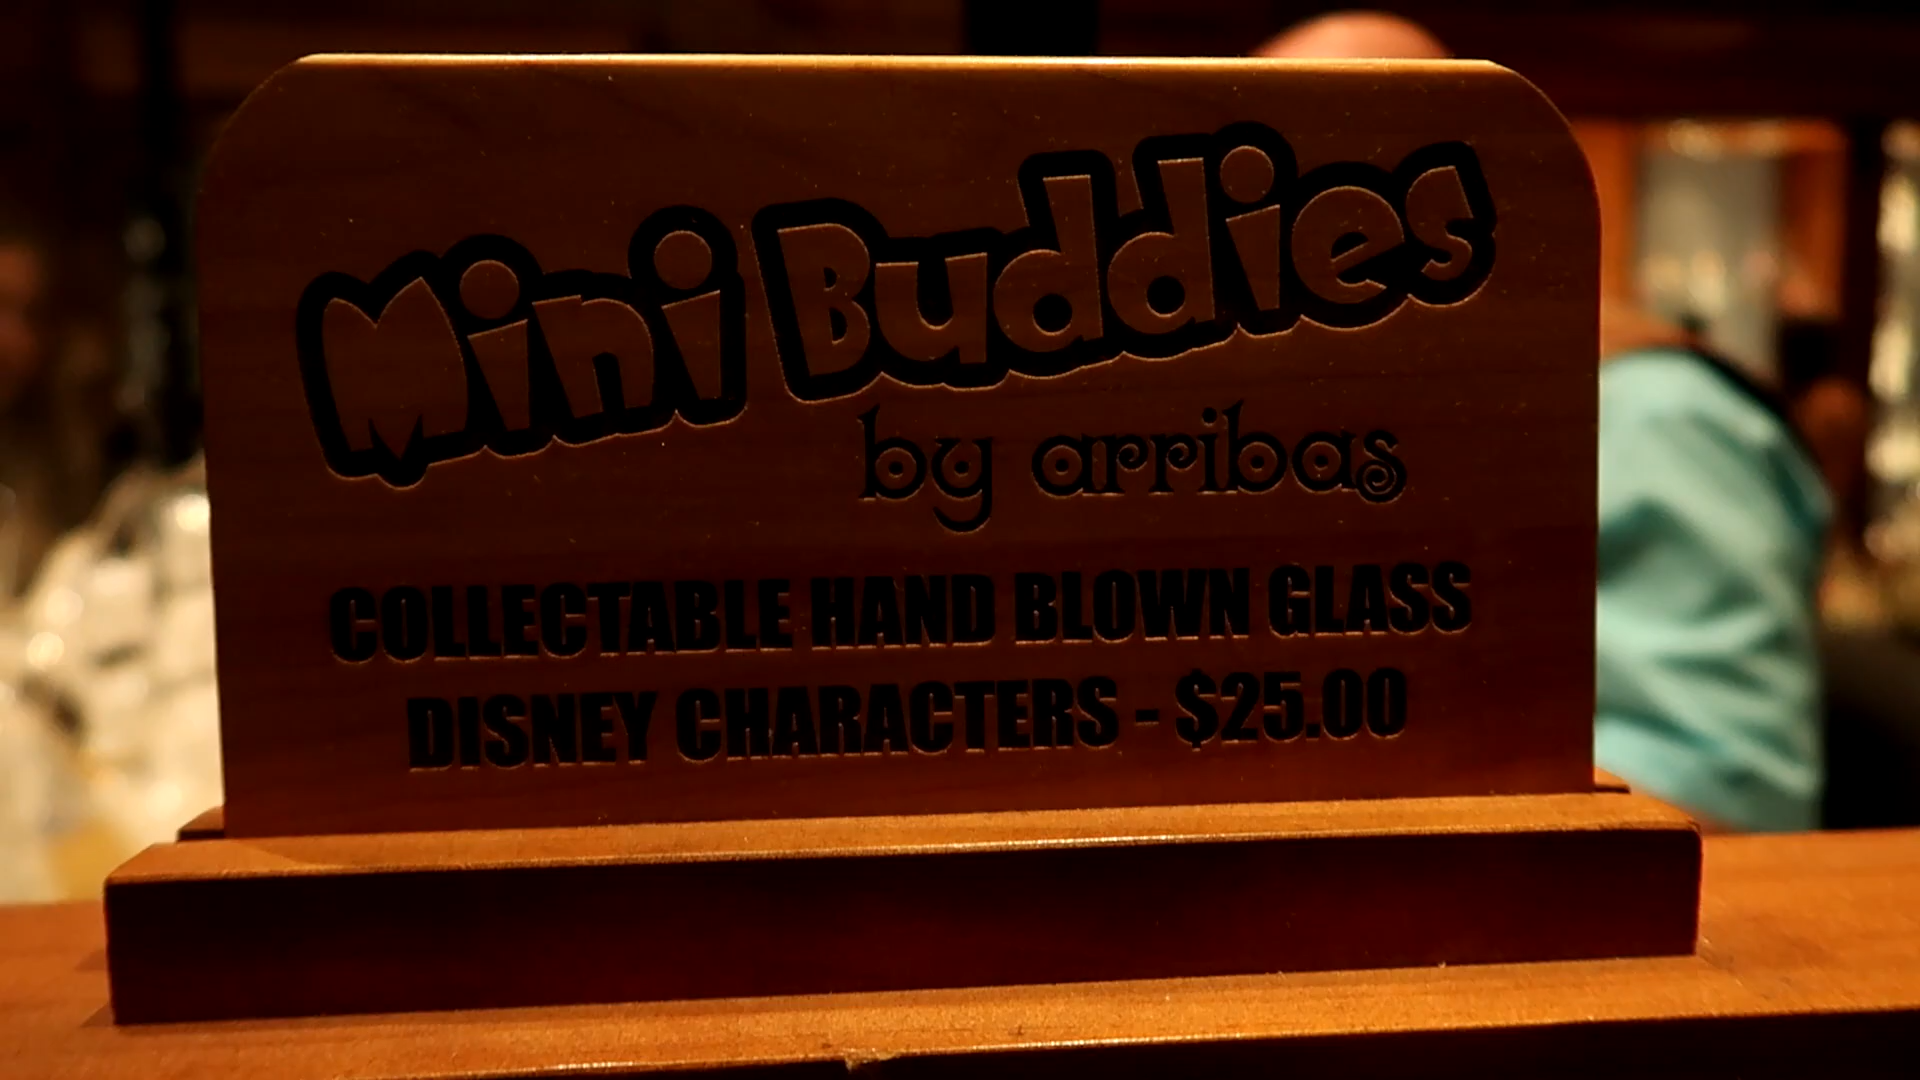 Mini Buddies
by arribas
COLLECTABLE HAND BLOWN GLASS
DISNEY CHARACTERS - $25.00